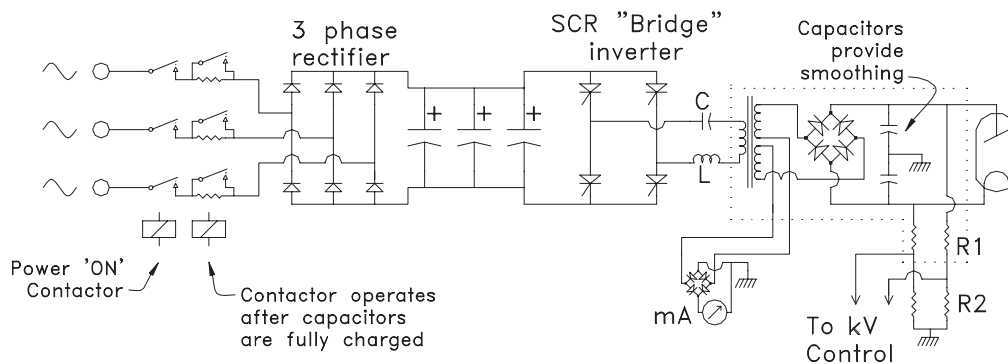 3 phase
rectifier
SCR "Bridge"
inverter
Capacitors
provide
smoothing
+
+
+
C
L
R1
R2
mA
Power 'ON'
Contactor
Contactor operates
after capacitors
are fully charged
To kV
Control